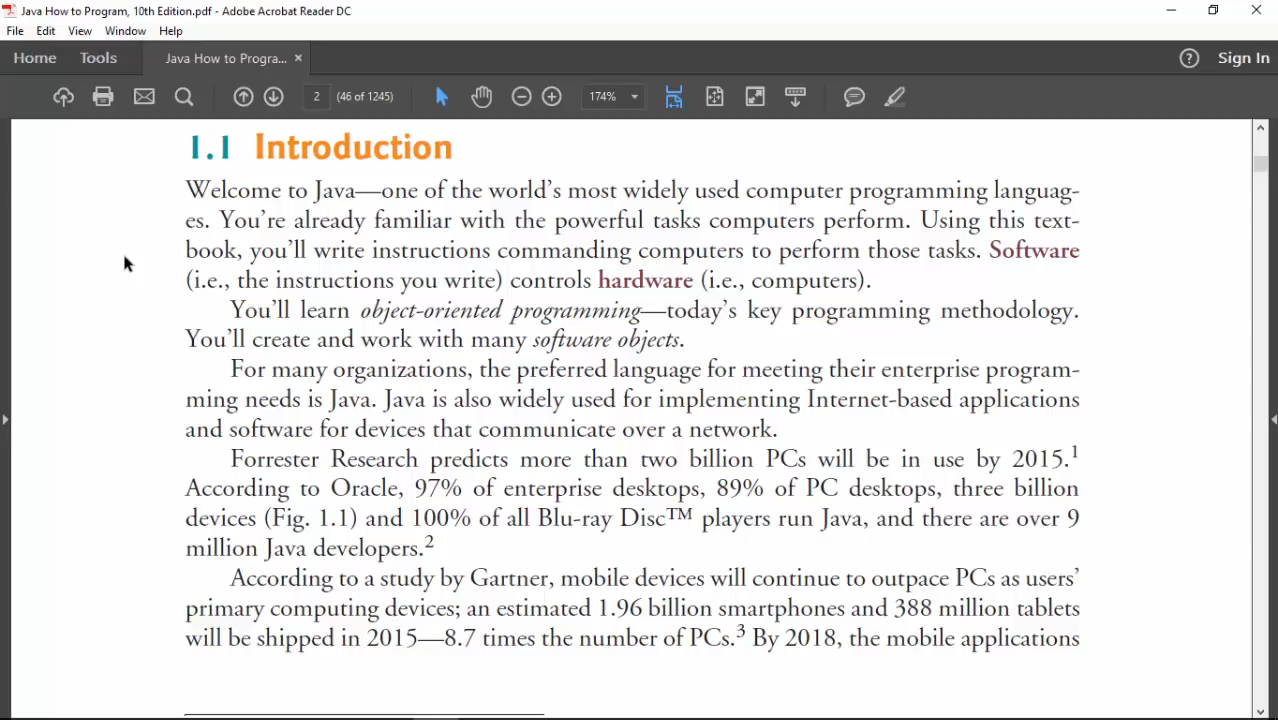 Java How to Program, 10th Edition.pdf - Adobe Acrobat Reader DC
File Edit View Window Help
Home Tools Java How to Progra... × Sign In
2 (46 of 1245) 174%
1.1 Introduction
Welcome to Java—one of the world's most widely used computer programming languag-
es. You're already familiar with the powerful tasks computers perform. Using this text-
book, you'll write instructions commanding computers to perform those tasks. Software
(i.e., the instructions you write) controls hardware (i.e., computers).
You'll learn object-oriented programming—today's key programming methodology.
You'll create and work with many software objects.
For many organizations, the preferred language for meeting their enterprise program-
ming needs is Java. Java is also widely used for implementing Internet-based applications
and software for devices that communicate over a network.
Forrester Research predicts more than two billion PCs will be in use by 2015.1
According to Oracle, 97% of enterprise desktops, 89% of PC desktops, three billion
devices (Fig. 1.1) and 100% of all Blu-ray Disc™ players run Java, and there are over 9
million Java developers.2
According to a study by Gartner, mobile devices will continue to outpace PCs as users'
primary computing devices; an estimated 1.96 billion smartphones and 388 million tablets
will be shipped in 2015—8.7 times the number of PCs.3 By 2018, the mobile applications